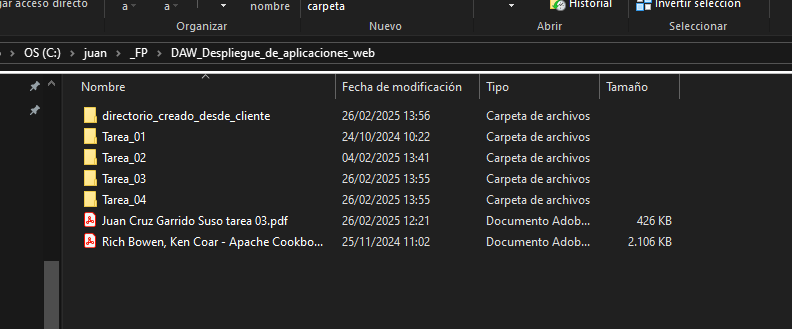 gar acceso directo nombre carpeta Historial Invertir selección
Organizar Nuevo Abrir Seleccionar
OS (C:) > juan > _FP > DAW_Despliegue_de_aplicaciones_web
Nombre Fecha de modificación Tipo Tamaño
directorio_creado_desde_cliente 26/02/2025 13:56 Carpeta de archivos
Tarea_01 24/10/2024 10:22 Carpeta de archivos
Tarea_02 04/02/2025 13:41 Carpeta de archivos
Tarea_03 26/02/2025 13:55 Carpeta de archivos
Tarea_04 26/02/2025 13:55 Carpeta de archivos
Juan Cruz Garrido Suso tarea 03.pdf 26/02/2025 12:21 Documento Adob... 426 KB
Rich Bowen, Ken Coar - Apache Cookbo... 25/11/2024 11:02 Documento Adob... 2.106 KB